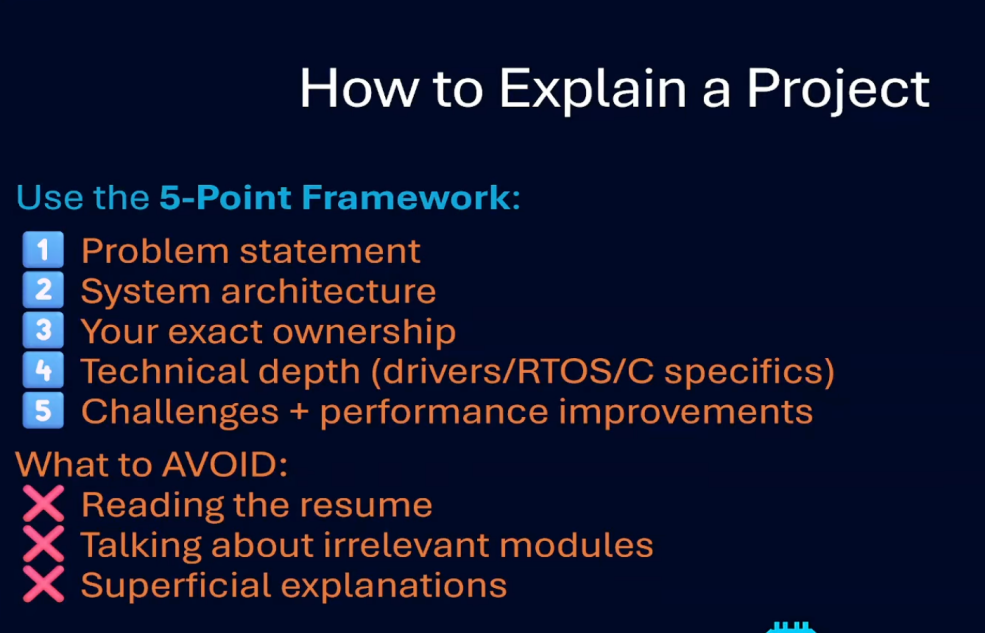 How to Explain a Project
Use the 5-Point Framework:
1 Problem statement
2 System architecture
3 Your exact ownership
4 Technical depth (drivers/RTOS/C specifics)
5 Challenges + performance improvements
What to AVOID:
❌ Reading the resume
❌ Talking about irrelevant modules
❌ Superficial explanations